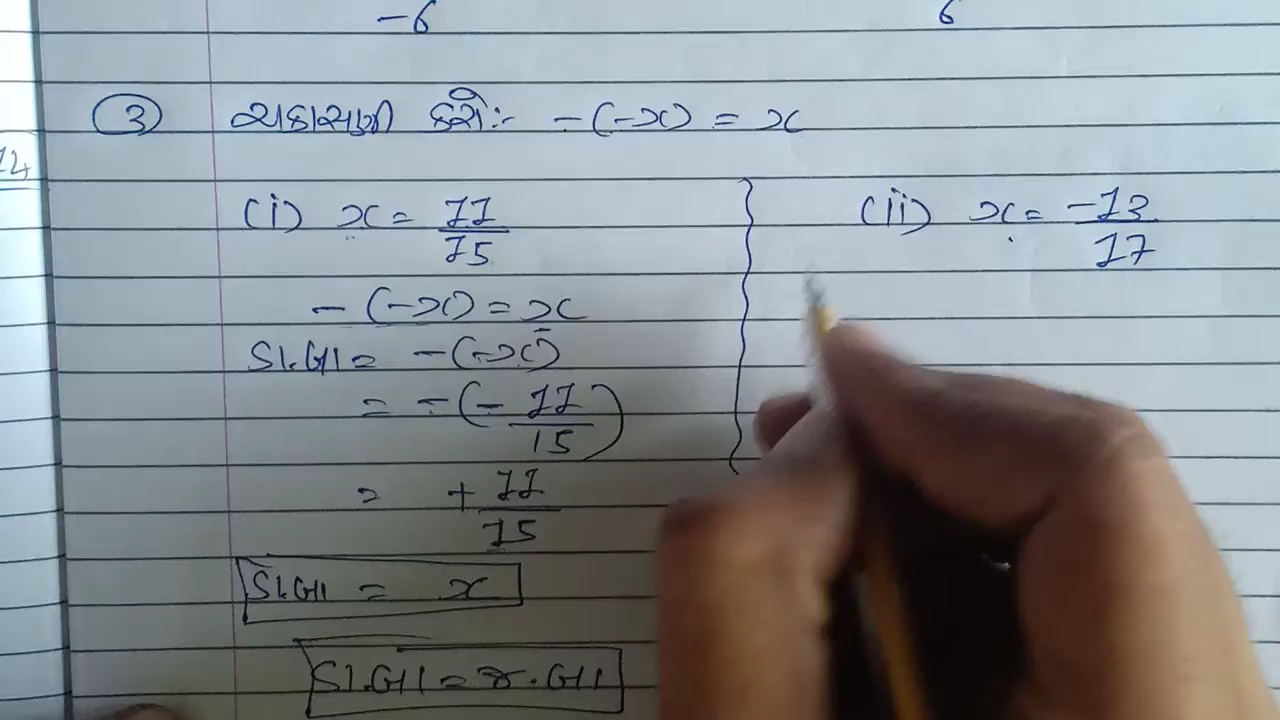 -6
6
③ ચકાસણી કરો:- -(-x) = x
(i) x = 11/15
-(-x) = x
ડા.બા = -(-x)
= -(- 11/15)
= + 11/15
ડા.બા = x
ડા.બા = જ.બા
(ii) x = -13/17